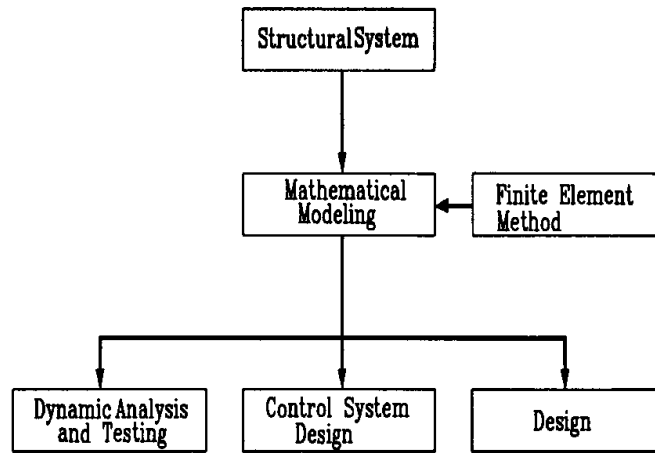 Structural System
Mathematical
Modeling
Finite Element
Method
Dynamic Analysis
and Testing
Control System
Design
Design